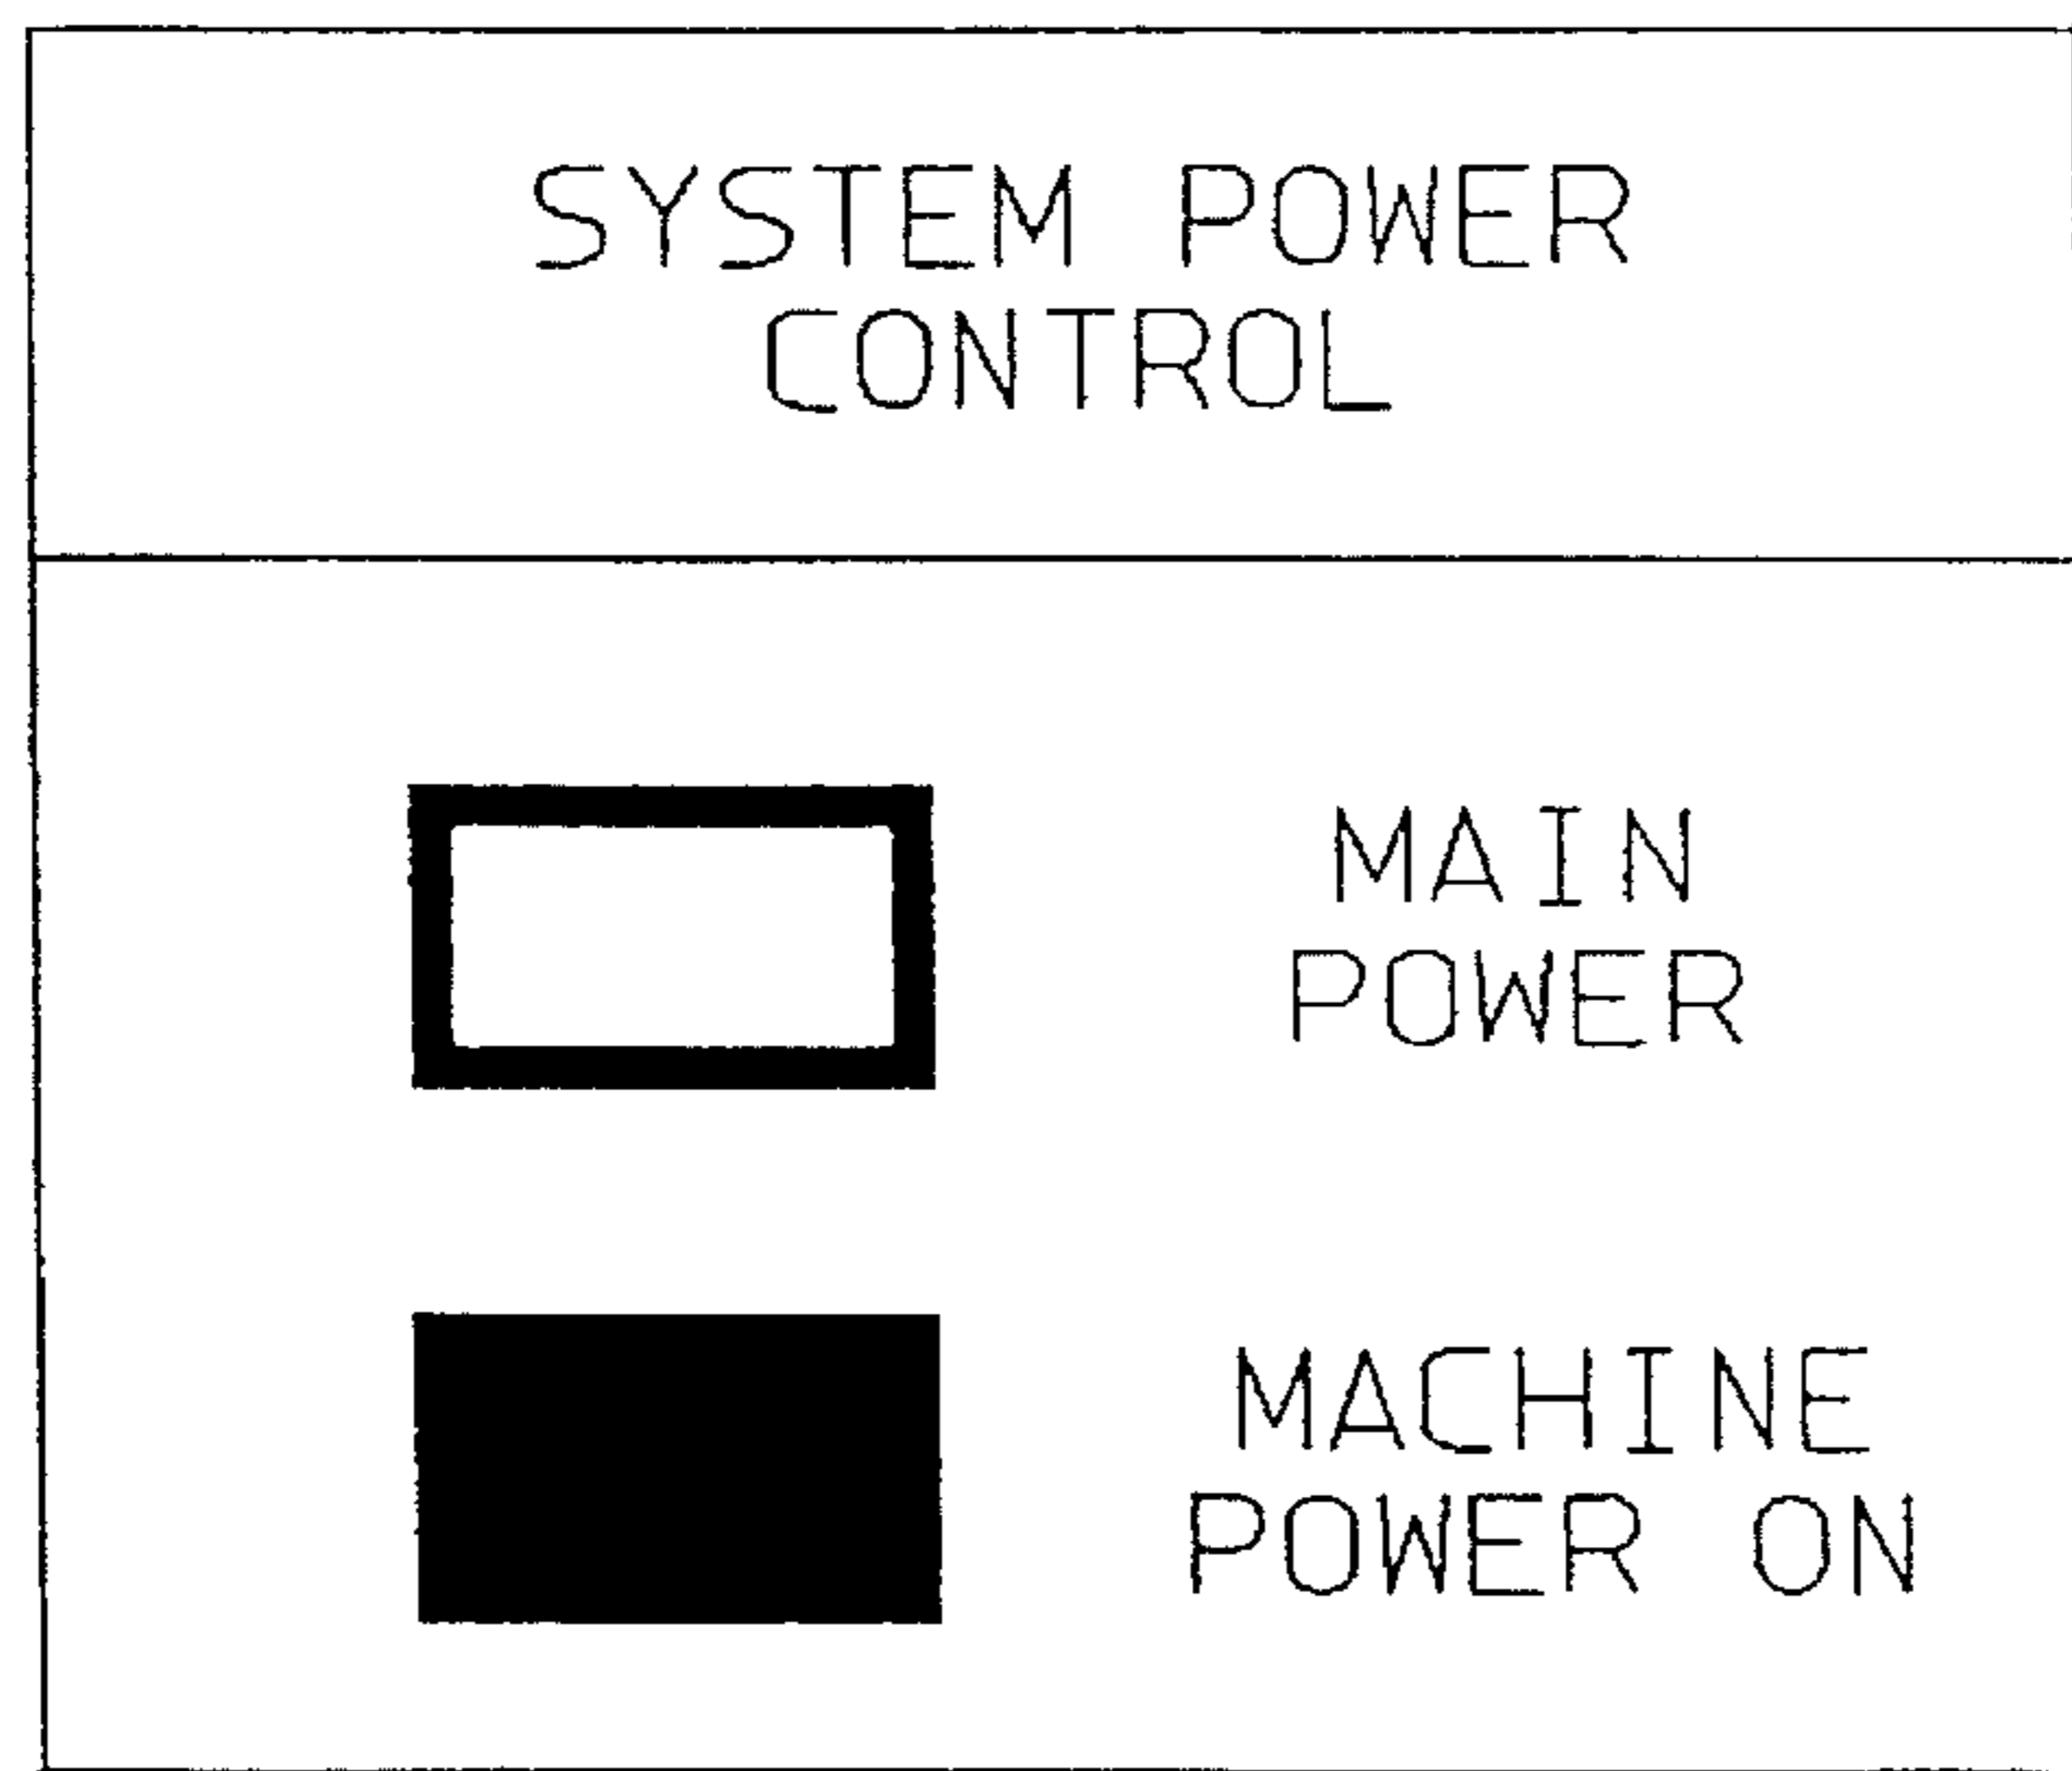 SYSTEM POWER
CONTROL
MAIN
POWER
MACHINE
POWER ON